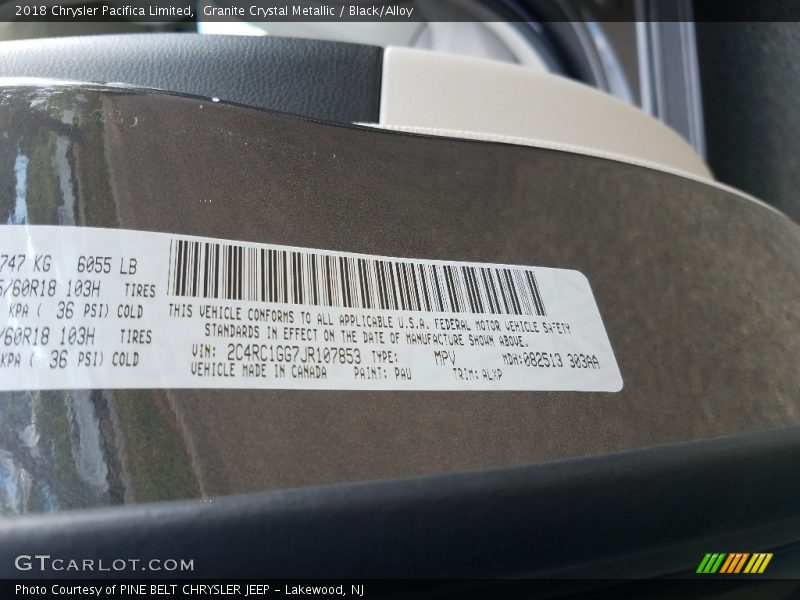 2018 Chrysler Pacifica Limited, Granite Crystal Metallic / Black/Alloy
747 KG 6055 LB
/60R18 103H TIRES
KPA ( 36 PSI) COLD
/60R18 103H TIRES
KPA ( 36 PSI) COLD
THIS VEHICLE CONFORMS TO ALL APPLICABLE U.S.A. FEDERAL MOTOR VEHICLE SAFETY
STANDARDS IN EFFECT ON THE DATE OF MANUFACTURE SHOWN ABOVE.
VIN: 2C4RC1GG7JR107853 TYPE: MPV MDH:082513 303AA
VEHICLE MADE IN CANADA PAINT: PAU TRIM: ALXP
GTCARLOT.COM
Photo Courtesy of PINE BELT CHRYSLER JEEP - Lakewood, NJ